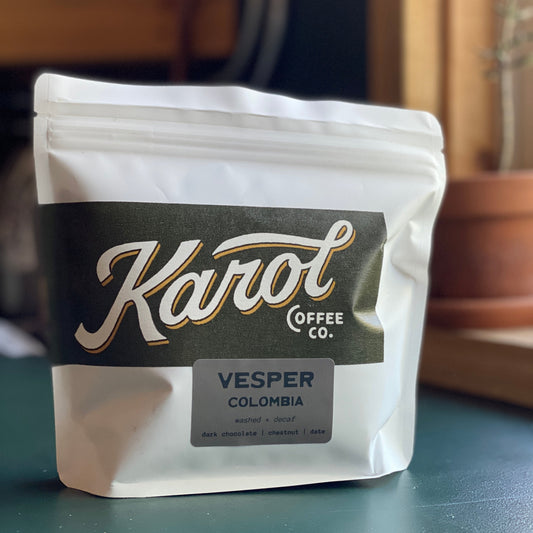 Karol
COFFEE
CO.
VESPER
COLOMBIA
washed + decaf
dark chocolate | chestnut | date